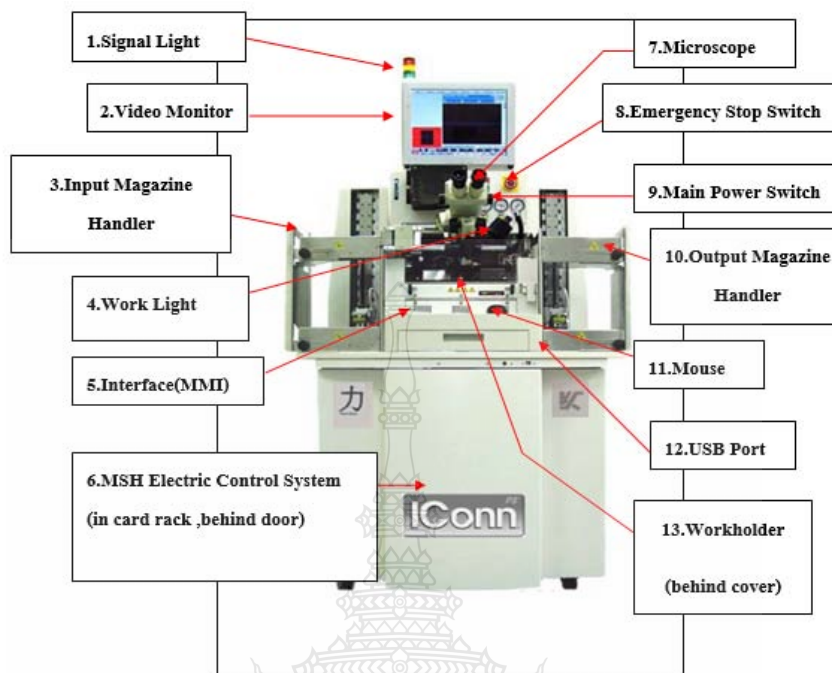 1.Signal Light
2.Video Monitor
3.Input Magazine
Handler
4.Work Light
5.Interface(MMI)
6.MSH Electric Control System
(in card rack ,behind door)
7.Microscope
8.Emergency Stop Switch
9.Main Power Switch
10.Output Magazine
Handler
11.Mouse
12.USB Port
13.Workholder
(behind cover)
力
IConn